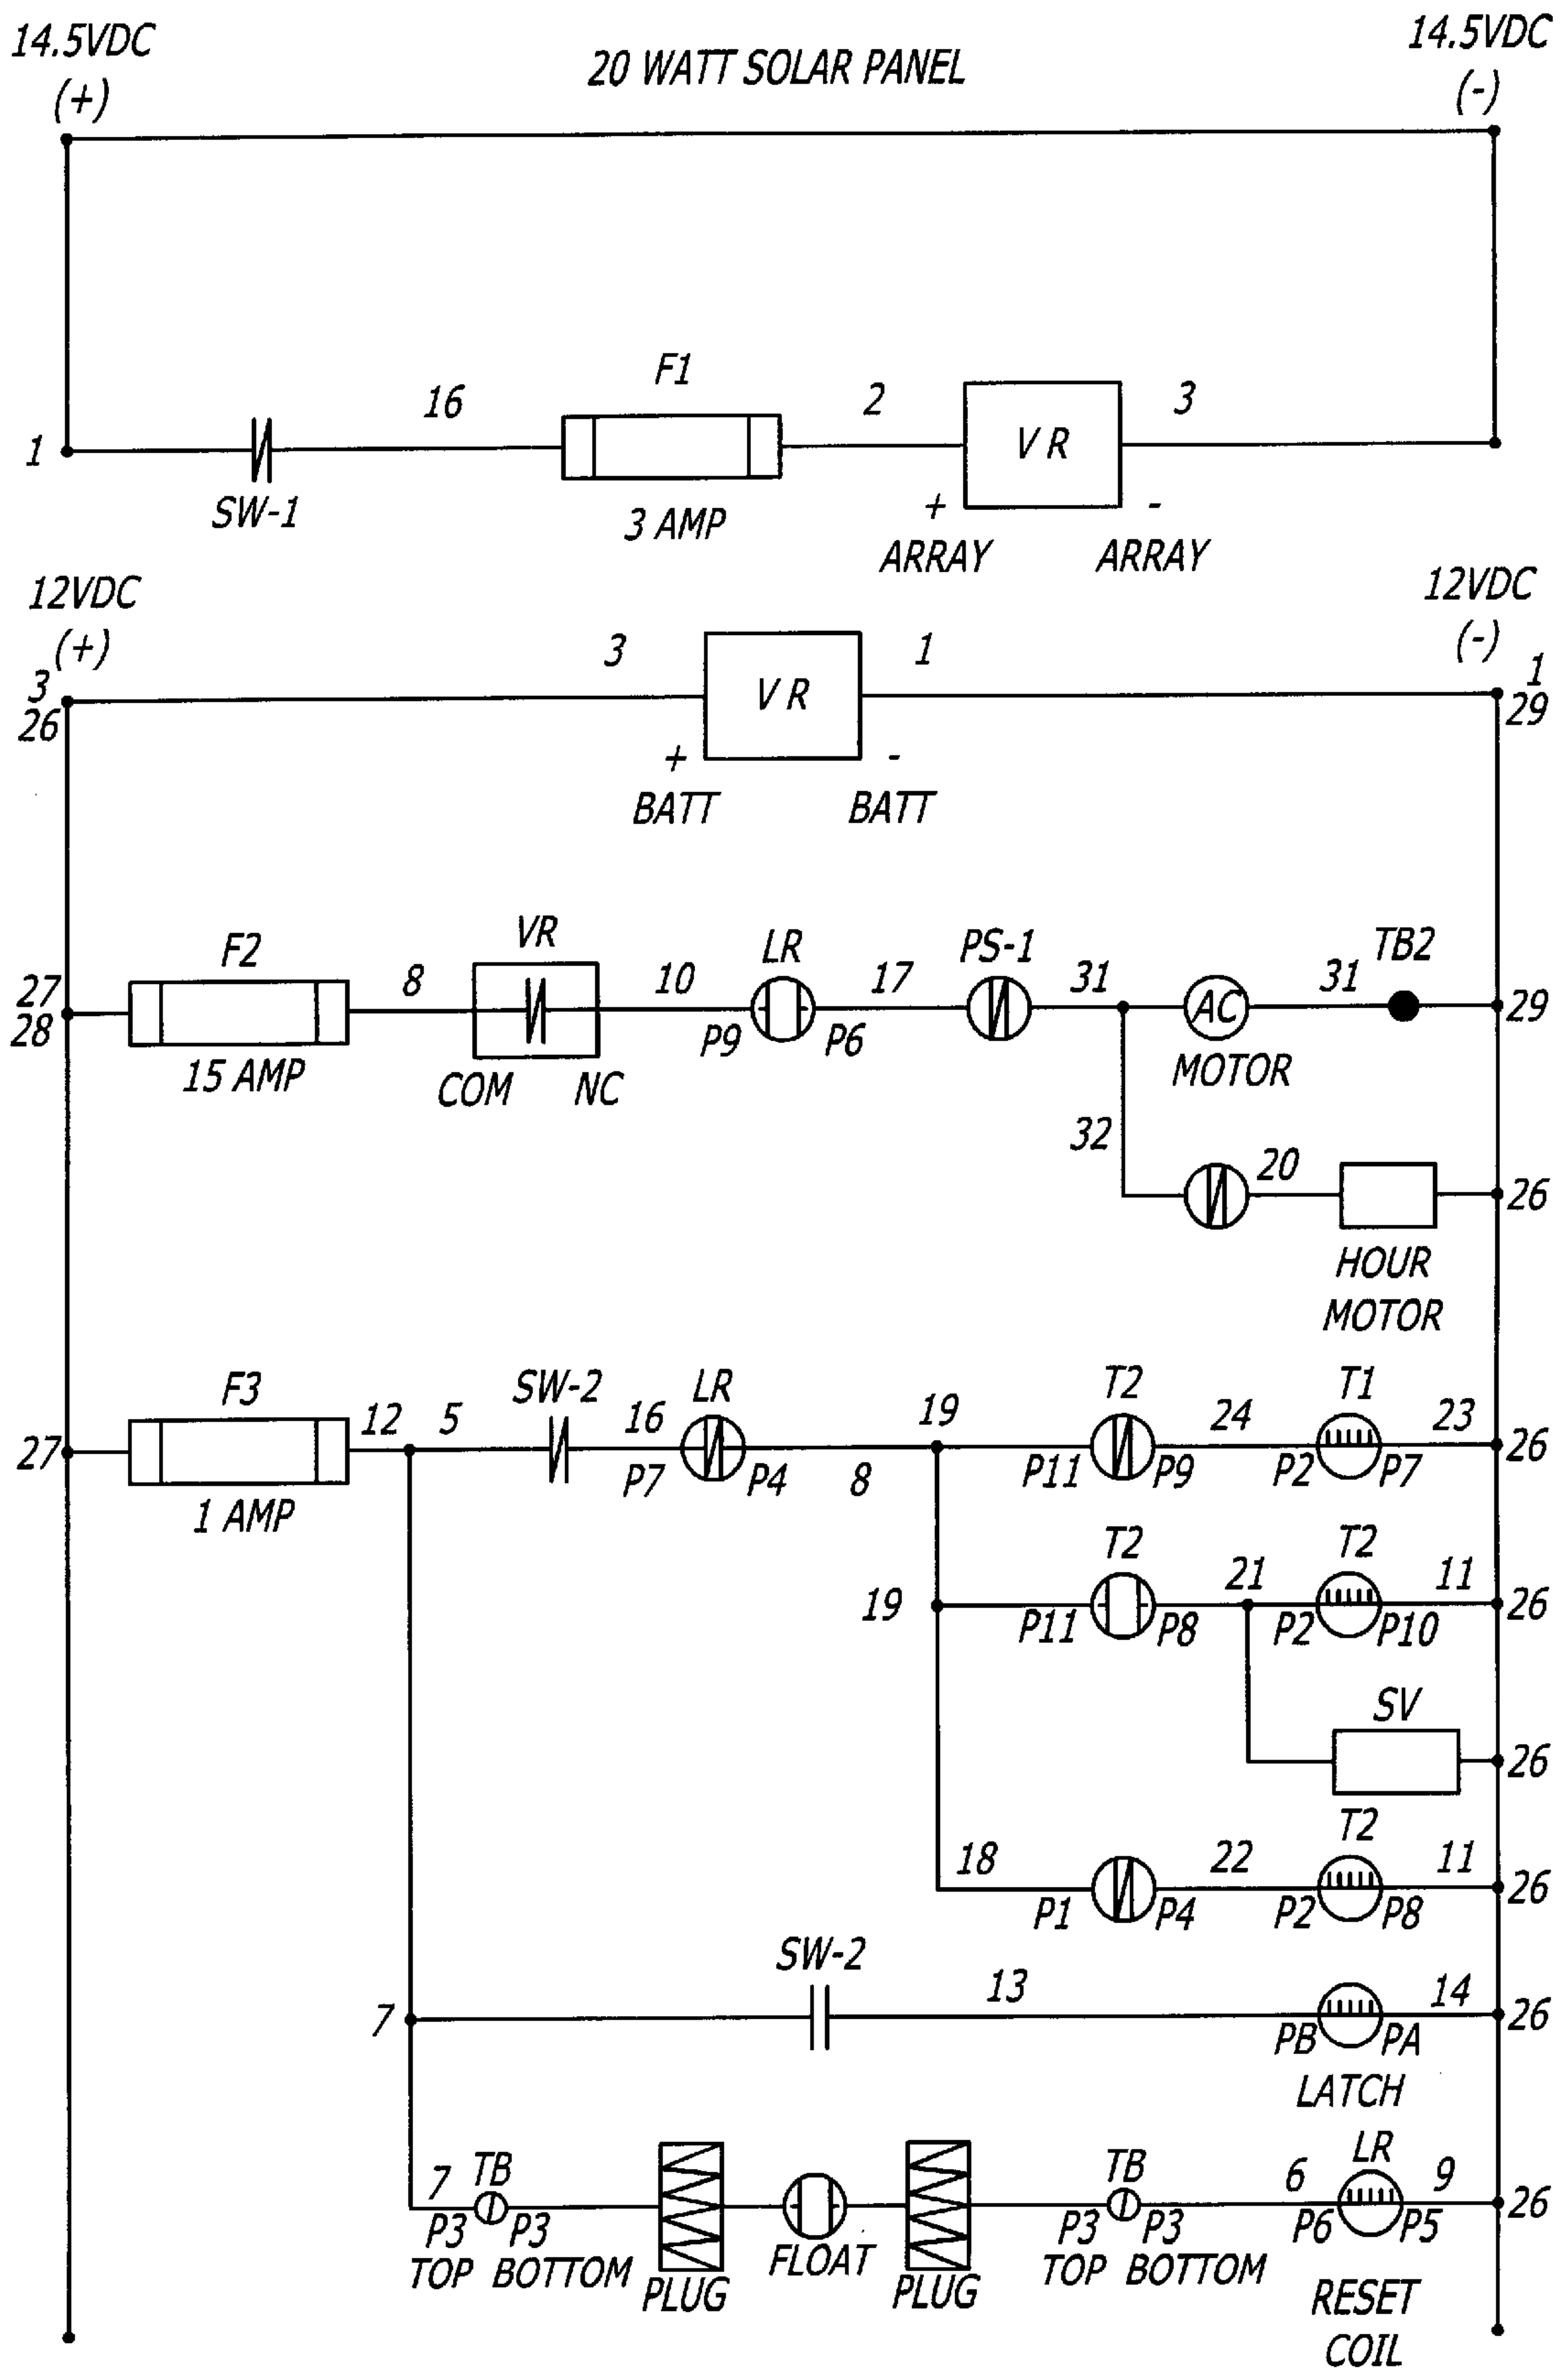 14.5VDC
(+)
20 WATT SOLAR PANEL
14.5VDC
(-)
1
SW-1
16
F1
3 AMP
2
VR
+
ARRAY
-
ARRAY
3
12VDC
(+)
12VDC
(-)
3
26
3
VR
1
+
BATT
-
BATT
1
29
27
28
F2
15 AMP
8
VR
COM
NC
10
LR
P9
P6
17
PS-1
31
AC
MOTOR
31
TB2
29
32
20
HOUR
MOTOR
26
27
F3
1 AMP
12
5
SW-2
16
P7
LR
P4
8
19
T2
P11
P9
24
T1
P2
P7
23
26
19
T2
P11
P8
21
T2
P2
P10
11
26
SV
26
18
P1
P4
22
T2
P2
P8
11
26
7
SW-2
13
PB
PA
14
26
LATCH
7
TB
P3
P3
TOP
BOTTOM
PLUG
FLOAT
PLUG
TB
P3
P3
TOP
BOTTOM
6
LR
9
P6
P5
26
RESET
COIL